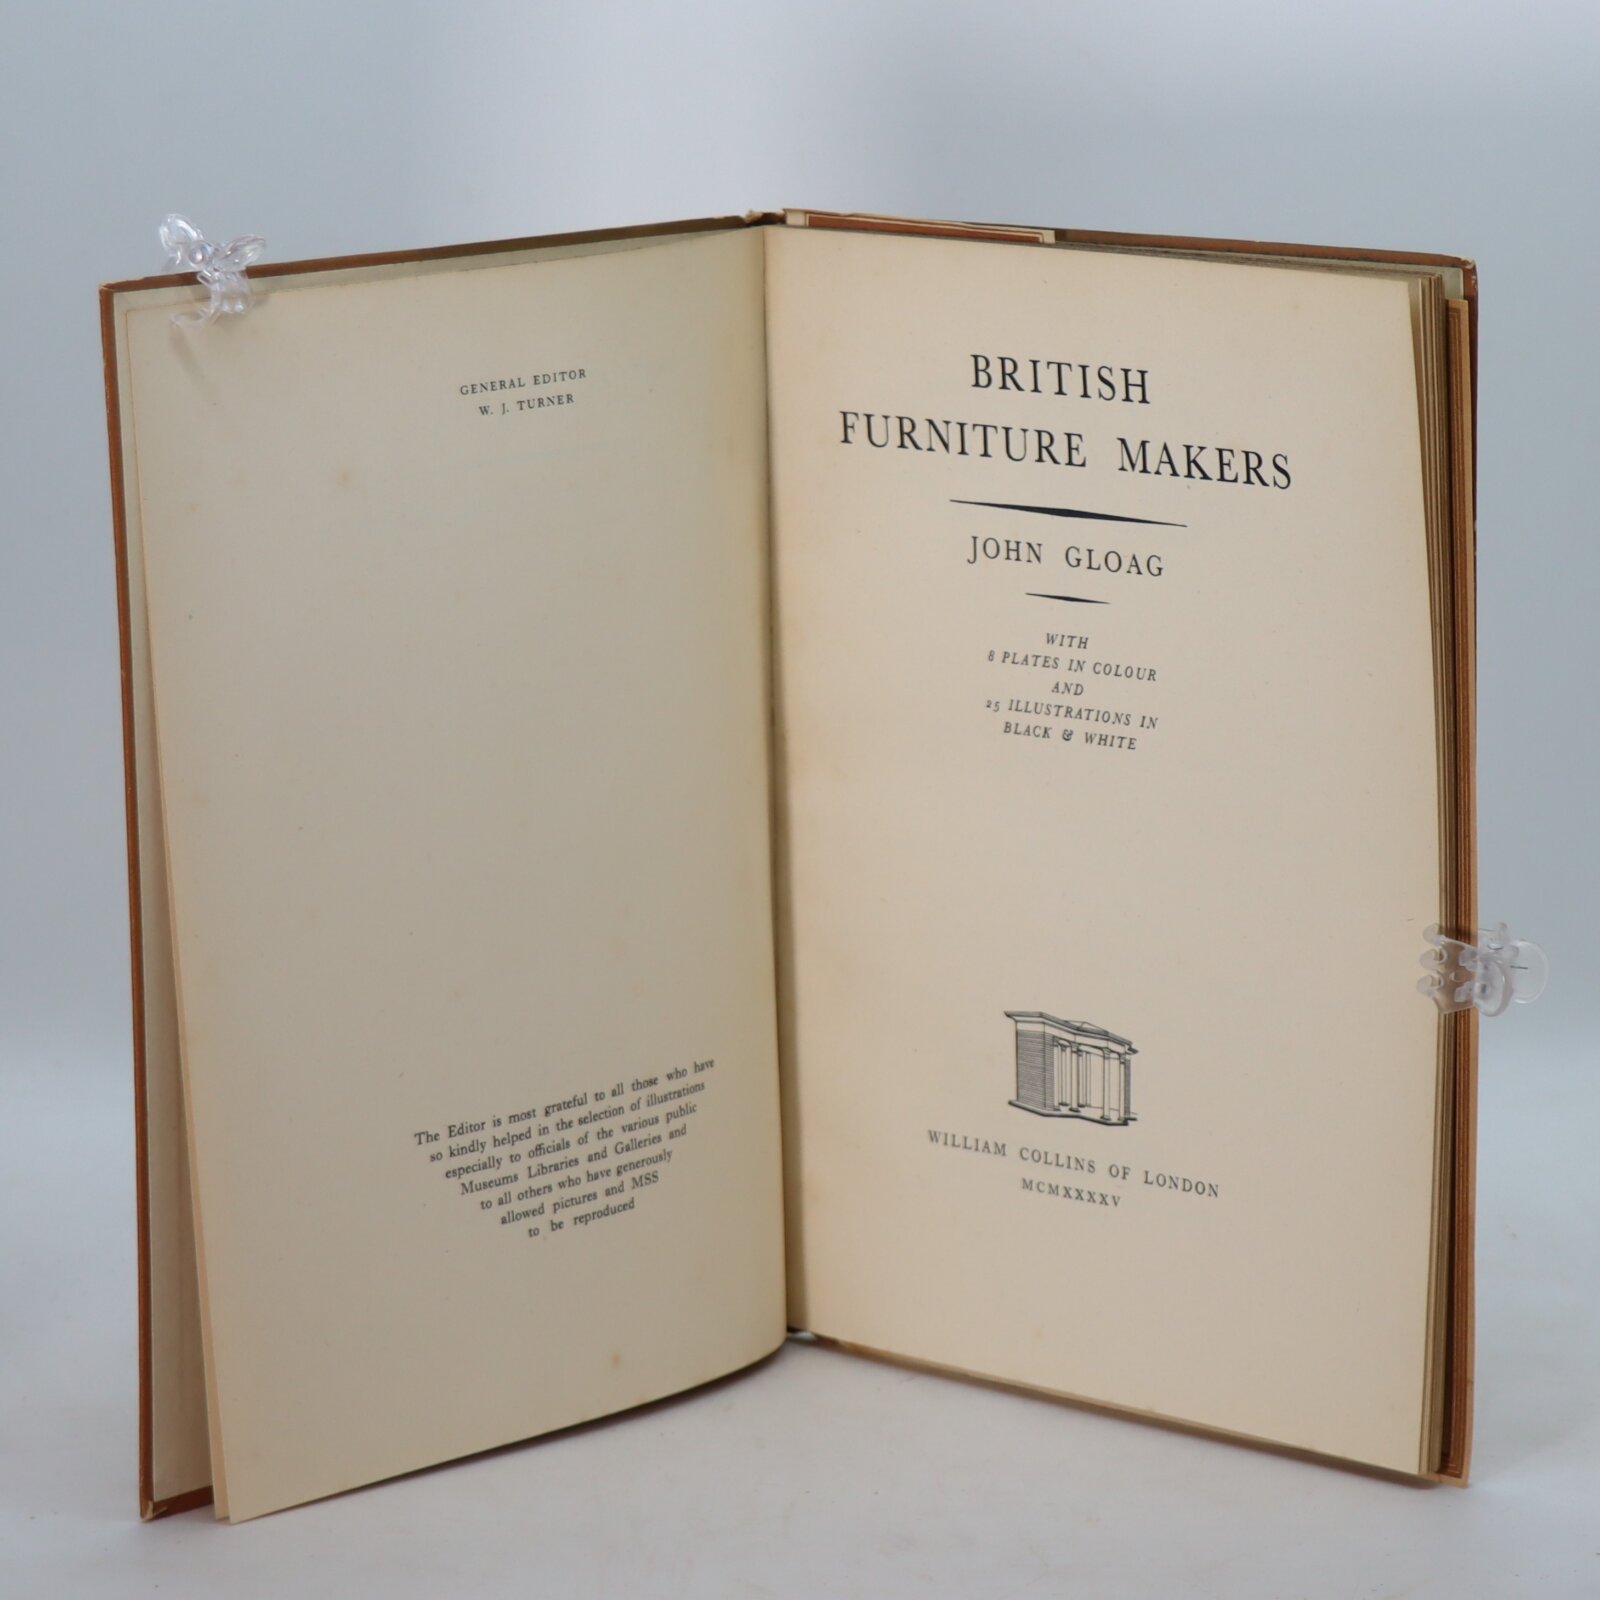 GENERAL EDITOR
W. J. TURNER
The Editor is most grateful to all those who have
so kindly helped in the selection of illustrations
especially to officials of the various public
Museums Libraries and Galleries and
to all others who have generously
allowed pictures and MSS
to be reproduced
BRITISH
FURNITURE MAKERS
JOHN GLOAG
WITH
8 PLATES IN COLOUR
AND
25 ILLUSTRATIONS IN
BLACK & WHITE
WILLIAM COLLINS OF LONDON
MCMXXXXV